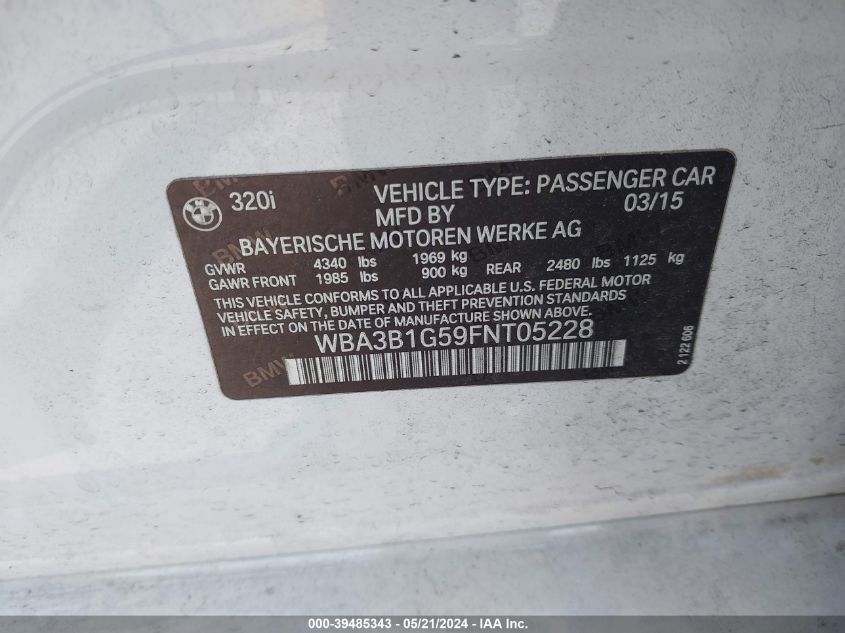 320i VEHICLE TYPE: PASSENGER CAR
MFD BY 03/15
BAYERISCHE MOTOREN WERKE AG
GVWR 4340 lbs 1969 kg
GAWR FRONT 1985 lbs 900 kg REAR 2480 lbs 1125 kg
THIS VEHICLE CONFORMS TO ALL APPLICABLE U.S. FEDERAL MOTOR
VEHICLE SAFETY, BUMPER AND THEFT PREVENTION STANDARDS
IN EFFECT ON THE DATE OF MANUFACTURE SHOWN ABOVE.
WBA3B1G59FNT05228
2 122 606
BMW
000-39485343 — 05/21/2024 — IAA Inc.